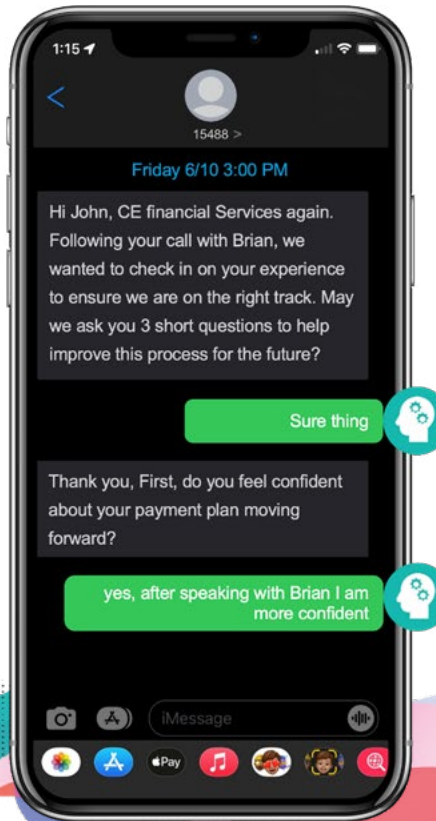 1:15
15488 >
Friday 6/10 3:00 PM
Hi John, CE financial Services again.
Following your call with Brian, we
wanted to check in on your experience
to ensure we are on the right track. May
we ask you 3 short questions to help
improve this process for the future?
Sure thing
Thank you, First, do you feel confident
about your payment plan moving
forward?
yes, after speaking with Brian I am
more confident
iMessage
Pay